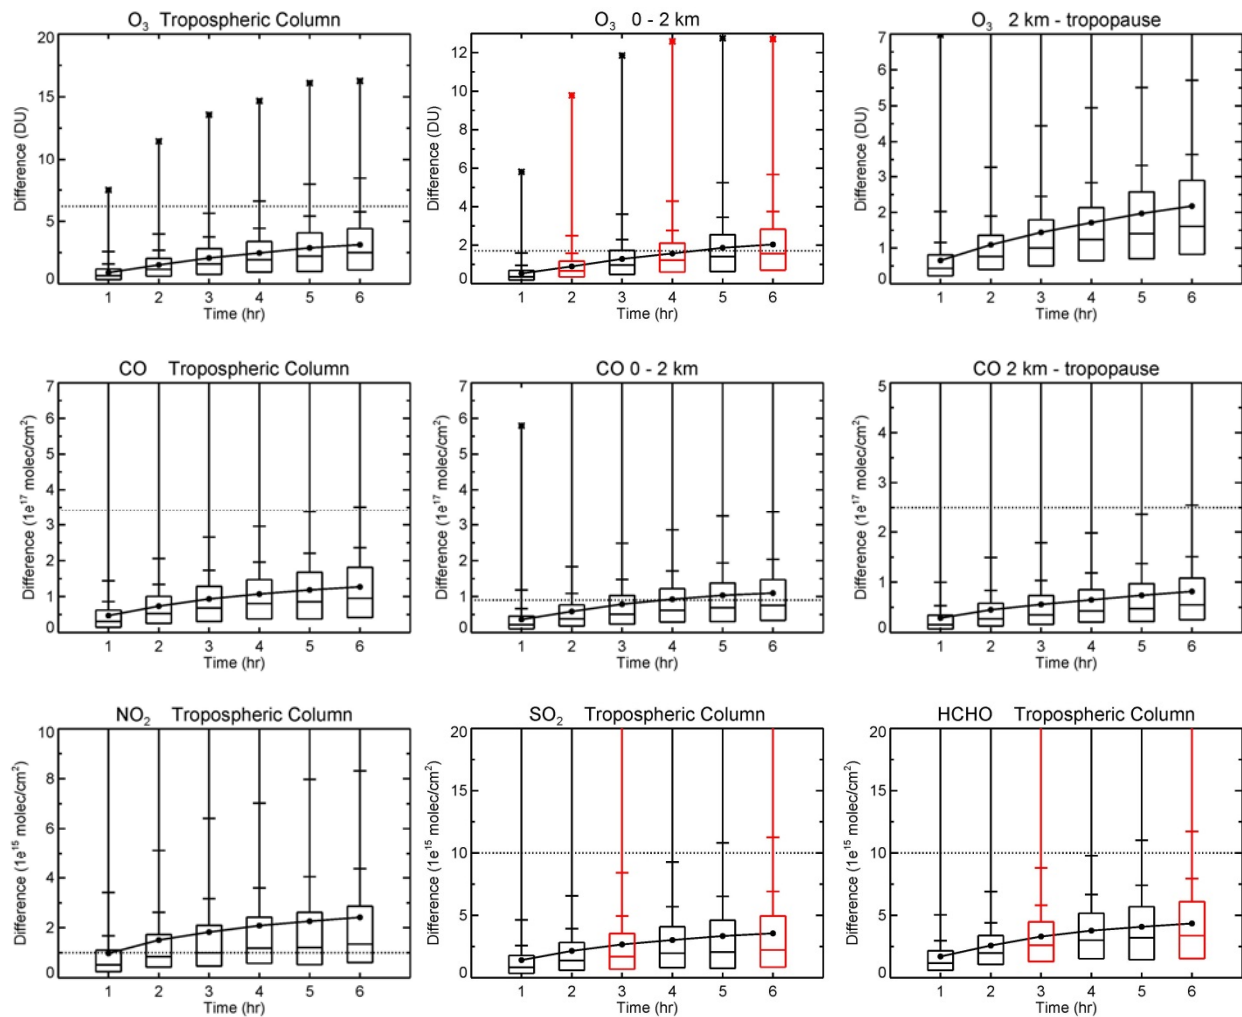 O₃ Tropospheric Column
Difference (DU)
20
15
10
5
0
1 2 3 4 5 6
Time (hr)
O₃ 0 - 2 km
Difference (DU)
12
10
8
6
4
2
0
1 2 3 4 5 6
Time (hr)
O₃ 2 km - tropopause
Difference (DU)
7
6
5
4
3
2
1
0
1 2 3 4 5 6
Time (hr)
CO Tropospheric Column
Difference (1e¹⁷ molec/cm²)
7
6
5
4
3
2
1
0
1 2 3 4 5 6
Time (hr)
CO 0 - 2 km
Difference (1e¹⁷ molec/cm²)
7
6
5
4
3
2
1
0
1 2 3 4 5 6
Time (hr)
CO 2 km - tropopause
Difference (1e¹⁷ molec/cm²)
5
4
3
2
1
0
1 2 3 4 5 6
Time (hr)
NO₂ Tropospheric Column
Difference (1e¹⁵ molec/cm²)
10
8
6
4
2
0
1 2 3 4 5 6
Time (hr)
SO₂ Tropospheric Column
Difference (1e¹⁵ molec/cm²)
20
15
10
5
0
1 2 3 4 5 6
Time (hr)
HCHO Tropospheric Column
Difference (1e¹⁵ molec/cm²)
20
15
10
5
0
1 2 3 4 5 6
Time (hr)